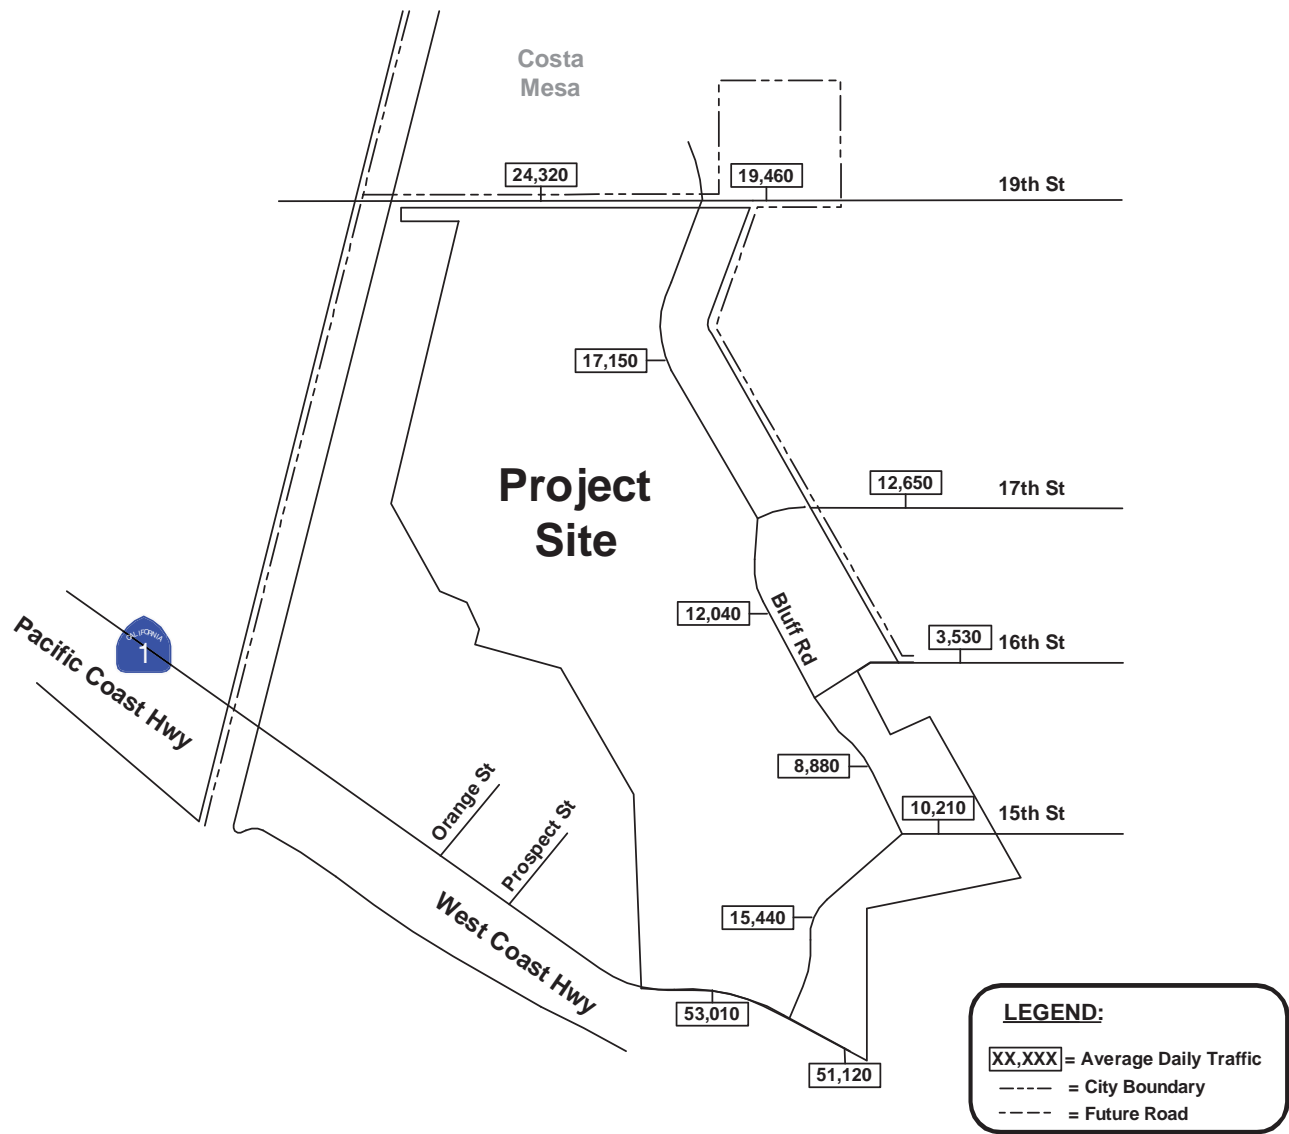 Costa
Mesa
24,320
19,460
19th St
17,150
Project
Site
12,650
17th St
12,040
Bluff Rd
3,530
16th St
CALIFORNIA
1
Pacific Coast Hwy
8,880
10,210
15th St
Orange St
Prospect St
West Coast Hwy
15,440
53,010
51,120
LEGEND:
XX,XXX = Average Daily Traffic
= City Boundary
= Future Road